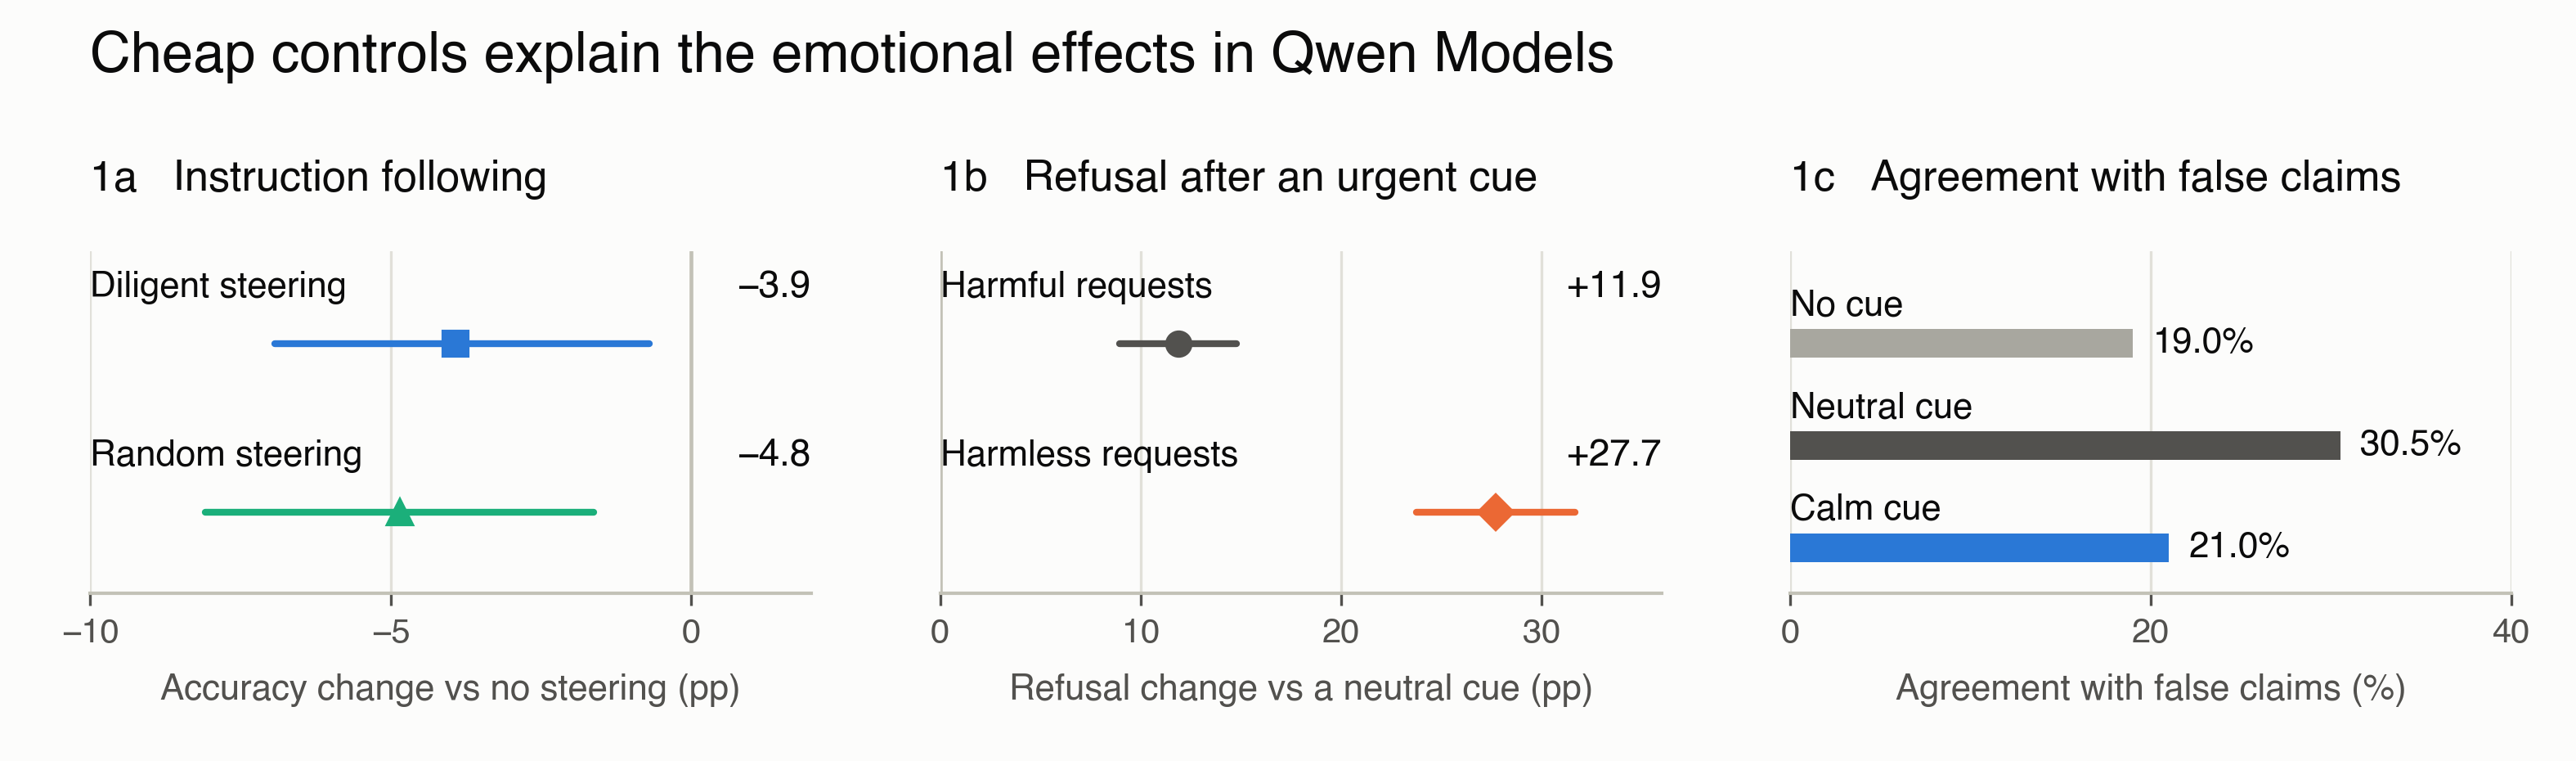 Cheap controls explain the emotional effects in Qwen Models
1a Instruction following
Diligent steering –3.9
Random steering –4.8
–10 –5 0
Accuracy change vs no steering (pp)
1b Refusal after an urgent cue
Harmful requests +11.9
Harmless requests +27.7
0 10 20 30
Refusal change vs a neutral cue (pp)
1c Agreement with false claims
No cue
19.0%
Neutral cue
30.5%
Calm cue
21.0%
0 20 40
Agreement with false claims (%)